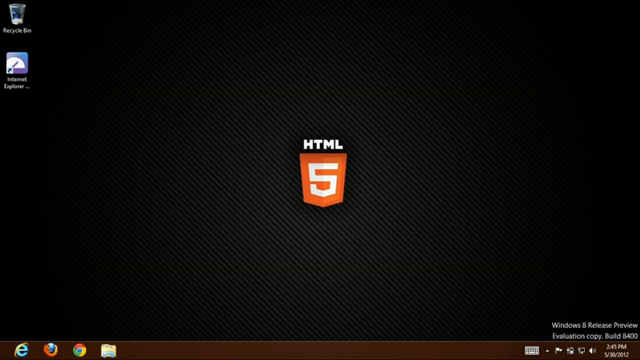 Recycle Bin
Internet
Explorer ...
HTML
5
Windows 8 Release Preview
Evaluation copy. Build 8400
2:45 PM
5/30/2012